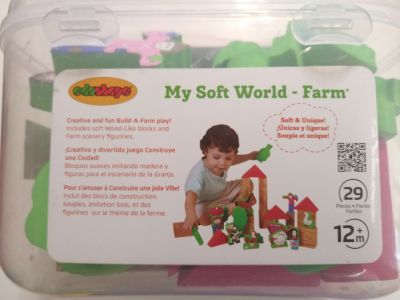 edushape
My Soft World - Farm
Creative and fun Build-A-Farm play!
Includes soft Wood-Like blocks and
Farm scenery figurines.
¡Creativo y divertido juego Construye
una Ciudad!
Bloques suaves imitando madera y
figuras para el escenario de la Granja.
Pour s'amuser à Construire une jolie Ville!
Inclut des blocs de construction
souples, imitation bois, et des
figurines sur le thème de la ferme.
Soft & Unique!
¡Únicas y ligeras!
Souple et unique!
29
Pieces • Partes
Parties
12+
m